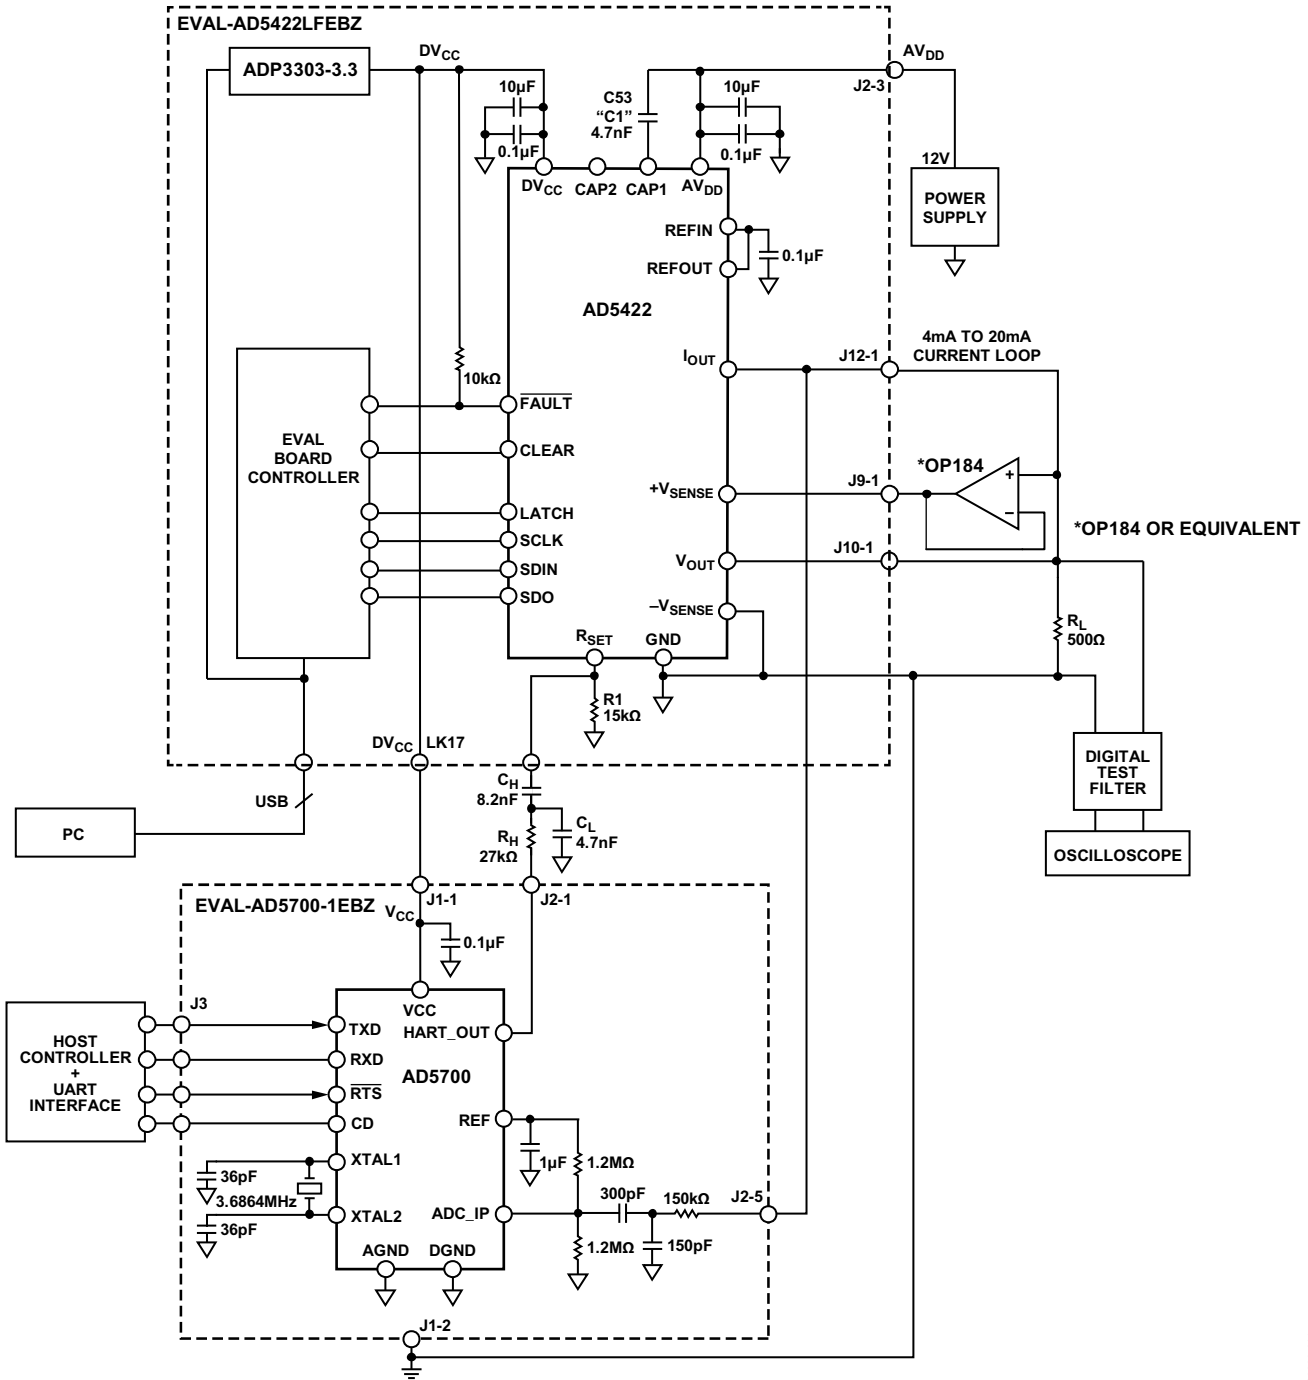 EVAL-AD5422LFEBZ
ADP3303-3.3
DVCC
10µF
0.1µF
C53
"C1"
4.7nF
10µF
0.1µF
AVDD
J2-3
12V
POWER
SUPPLY
DVCC
CAP2
CAP1
AVDD
REFIN
REFOUT
0.1µF
AD5422
IOUT
J12-1
4mA TO 20mA
CURRENT LOOP
10kΩ
EVAL
BOARD
CONTROLLER
FAULT
CLEAR
LATCH
SCLK
SDIN
SDO
+VSENSE
J9-1
*OP184
+
–
*OP184 OR EQUIVALENT
VOUT
J10-1
–VSENSE
RL
500Ω
RSET
GND
R1
15kΩ
DVCC
LK17
USB
PC
CH
8.2nF
RH
27kΩ
CL
4.7nF
DIGITAL
TEST
FILTER
OSCILLOSCOPE
EVAL-AD5700-1EBZ
J1-1
J2-1
VCC
0.1µF
J3
HOST
CONTROLLER
+
UART
INTERFACE
VCC
TXD
HART_OUT
RXD
AD5700
RTS
CD
REF
1µF
1.2MΩ
XTAL1
36pF
3.6864MHz
XTAL2
36pF
ADC_IP
300pF
150kΩ
J2-5
1.2MΩ
150pF
AGND
DGND
J1-2